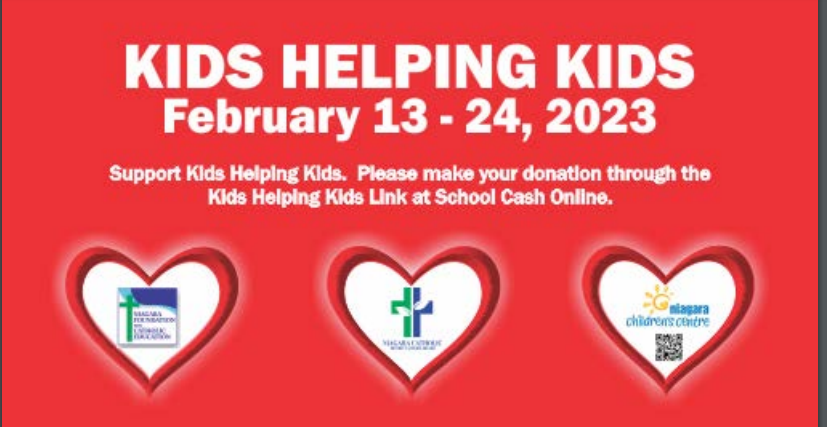 KIDS HELPING KIDS
February 13 - 24, 2023
Support Kids Helping Kids.  Please make your donation through the
Kids Helping Kids Link at School Cash Online.
NIAGARA
FOUNDATION
CATHOLIC
EDUCATION
NIAGARA CATHOLIC
niagara
children's centre